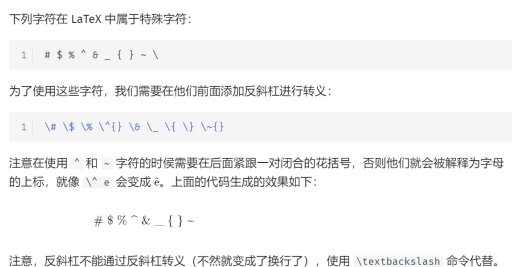 下列字符在 LaTeX 中属于特殊字符：
1 # $ % ^ & _ { } ~ \
为了使用这些字符，我们需要在他们前面添加反斜杠进行转义：
1 \# \$ \% \^{} \& \_ \{ \} \~{}
注意在使用 ^ 和 ~ 字符的时侯需要在后面紧跟一对闭合的花括号，否则他们就会被解释为字母
的上标，就像 \^ e 会变成 ê。上面的代码生成的效果如下：
# $ % ^ & _ { } ~
注意，反斜杠不能通过反斜杠转义（不然就变成了换行了），使用 \textbackslash 命令代替。